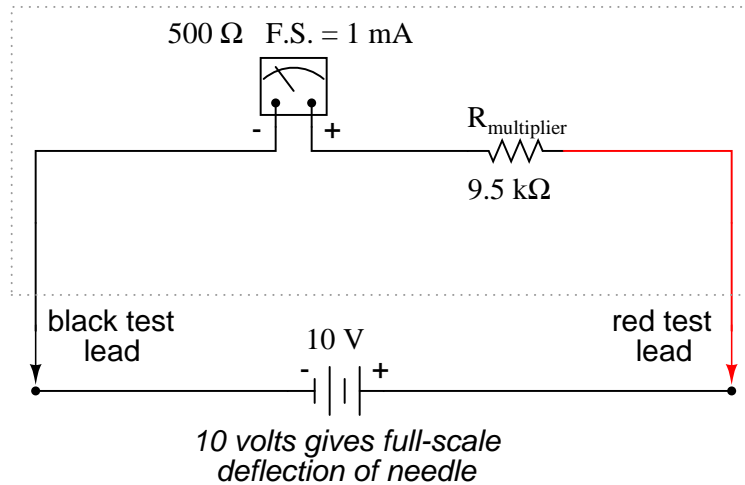 500 Ω F.S. = 1 mA
- +
R multiplier
9.5 kΩ
black test
lead
10 V
red test
lead
- +
10 volts gives full-scale
deflection of needle